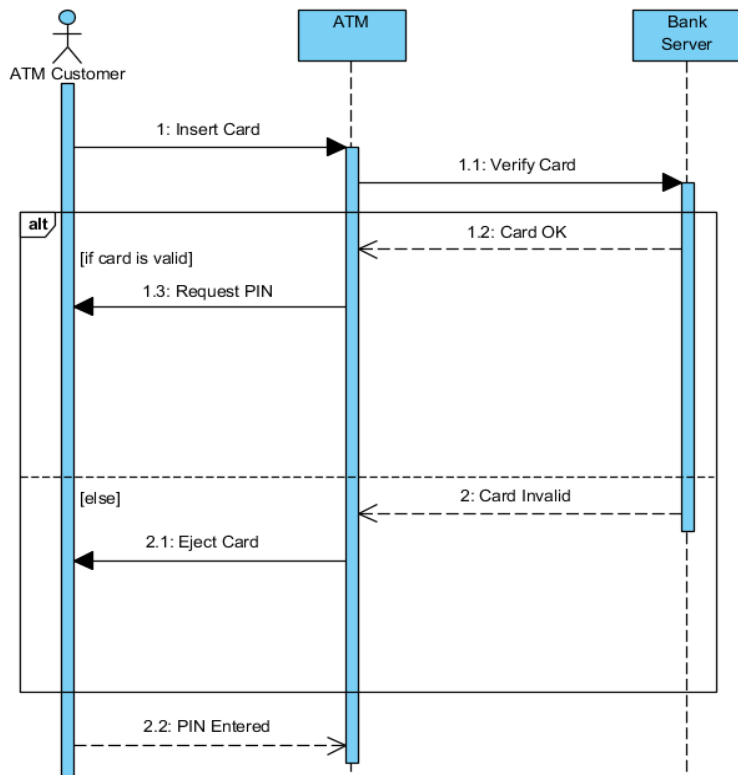 ATM Customer
ATM
Bank
Server
1: Insert Card
1.1: Verify Card
alt
1.2: Card OK
[if card is valid]
1.3: Request PIN
[else]
2: Card Invalid
2.1: Eject Card
2.2: PIN Entered